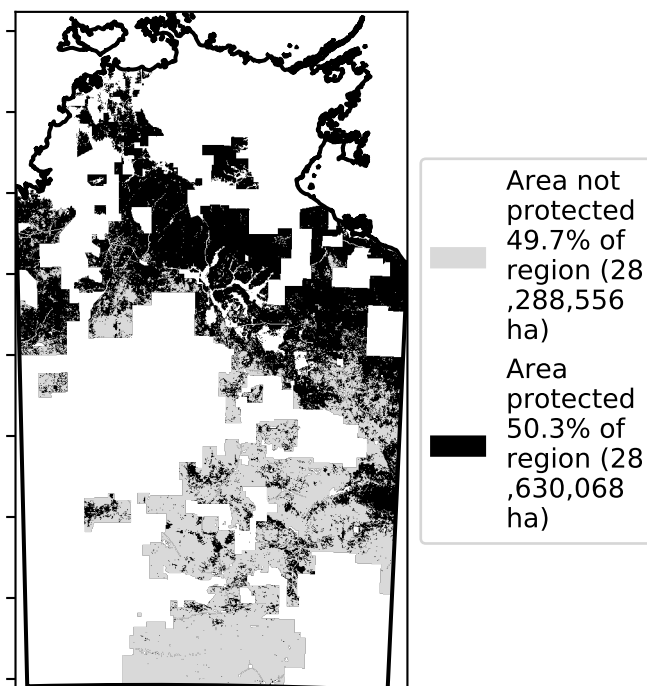 Area not
protected
49.7% of
region (28
,288,556
ha)
Area
protected
50.3% of
region (28
,630,068
ha)